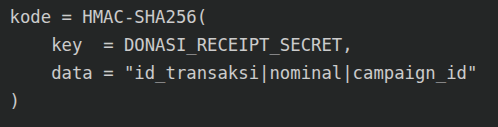 kode = HMAC-SHA256(
    key  = DONASI_RECEIPT_SECRET,
    data = "id_transaksi|nominal|campaign_id"
)